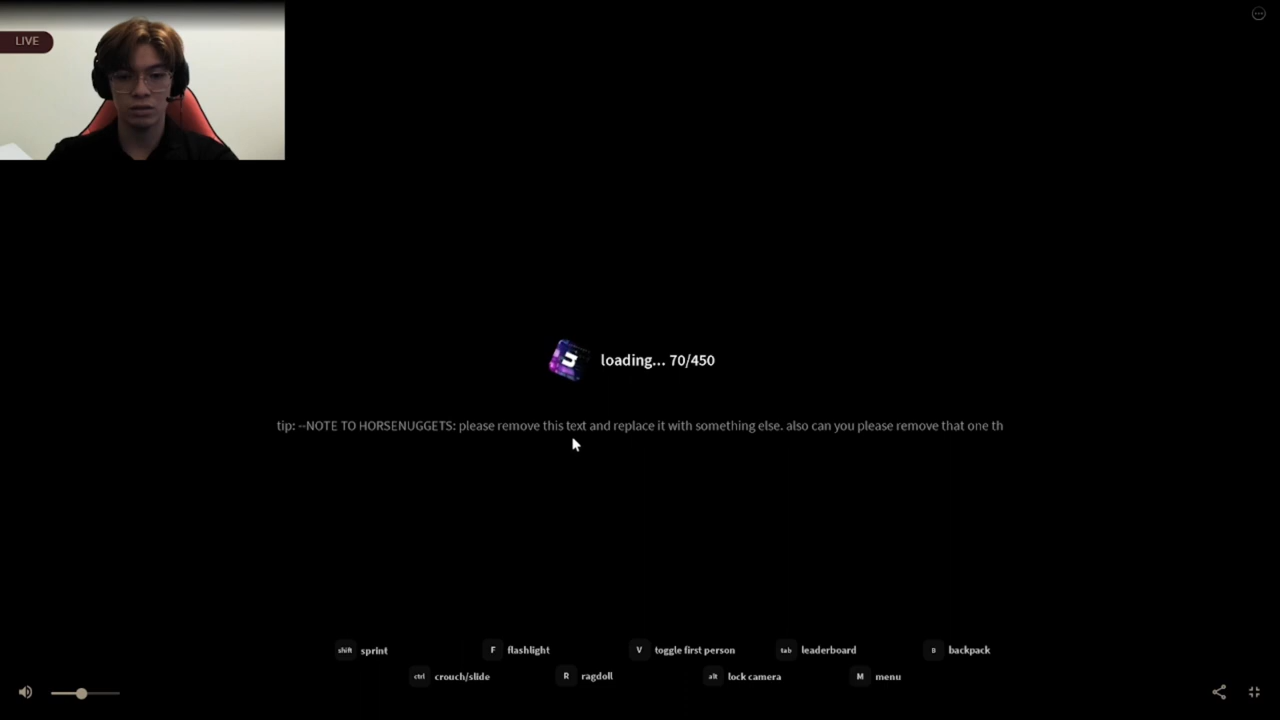 LIVE
loading... 70/450
tip: --NOTE TO HORSENUGGETS: please remove this text and replace it with something else. also can you please remove that one th
shift sprint
F flashlight
V toggle first person
tab leaderboard
B backpack
ctrl crouch/slide
R ragdoll
alt lock camera
M menu